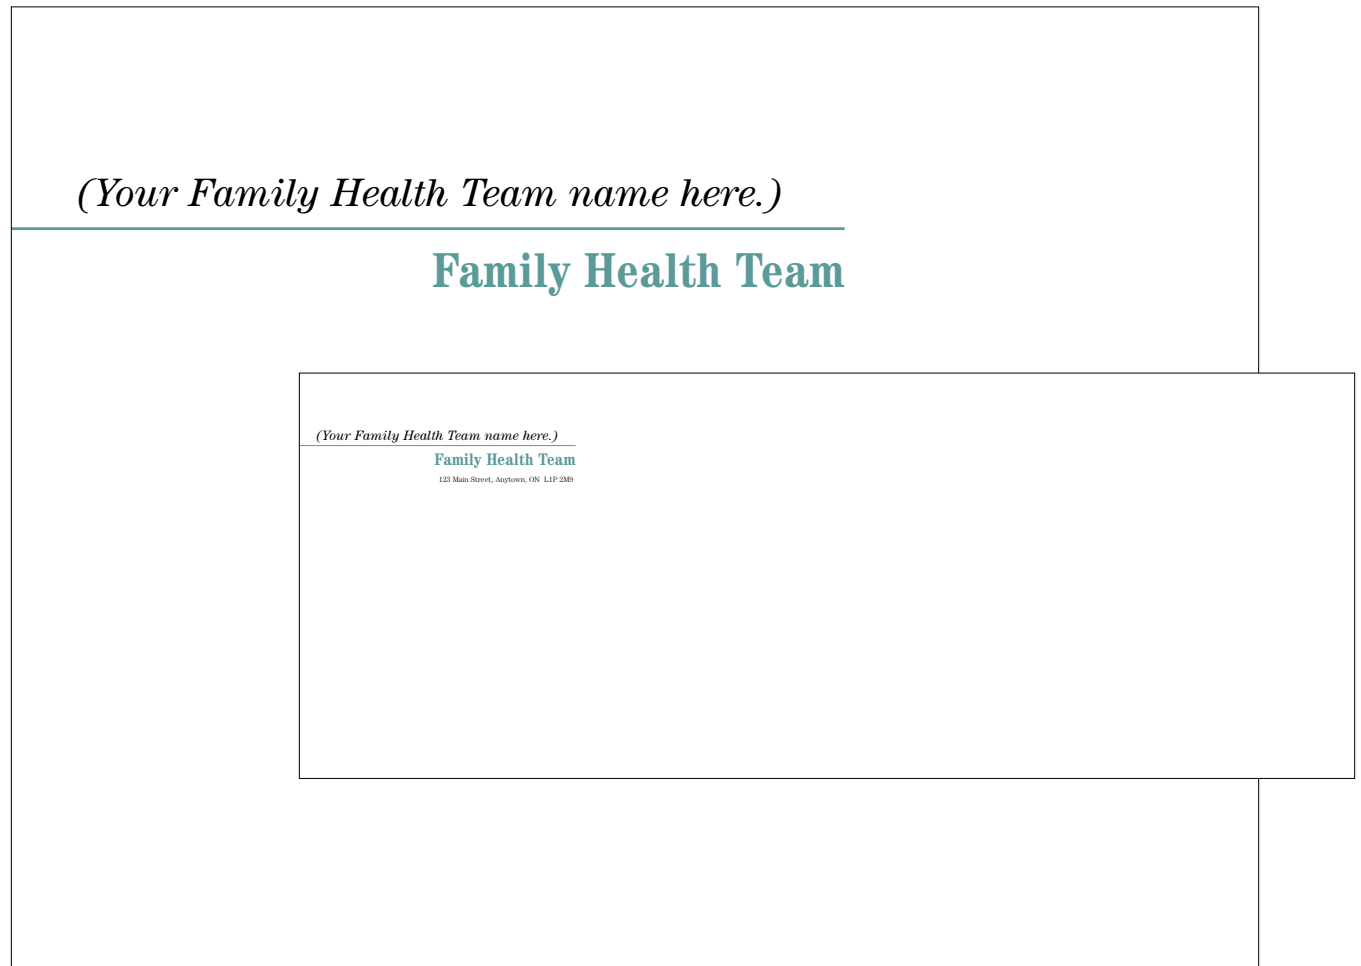 (Your Family Health Team name here.)
Family Health Team
(Your Family Health Team name here.)
Family Health Team
123 Main Street, Anytown, ON  L1P 2M9